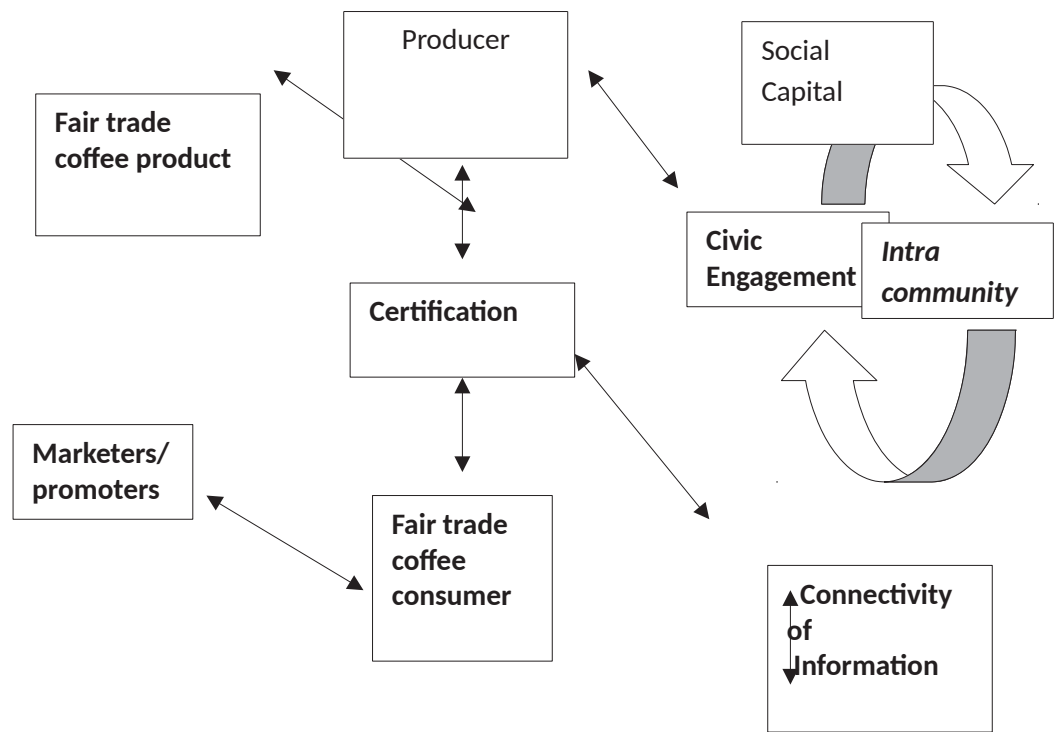 Producer
Social
Capital
Fair trade
coffee product
Civic
Engagement
Intra
community
Certification
Marketers/
promoters
Fair trade
coffee
consumer
Connectivity
of
Information